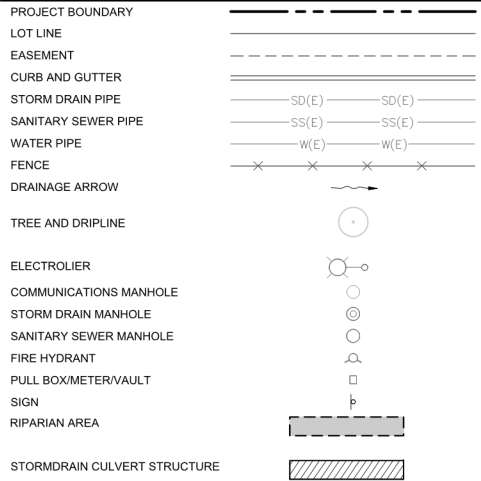 PROJECT BOUNDARY
LOT LINE
EASEMENT
CURB AND GUTTER
STORM DRAIN PIPE SD(E) SD(E)
SANITARY SEWER PIPE SS(E) SS(E)
WATER PIPE W(E) W(E)
FENCE
DRAINAGE ARROW
TREE AND DRIPLINE
ELECTROLIER
COMMUNICATIONS MANHOLE
STORM DRAIN MANHOLE
SANITARY SEWER MANHOLE
FIRE HYDRANT
PULL BOX/METER/VAULT
SIGN
RIPARIAN AREA
STORMDRAIN CULVERT STRUCTURE